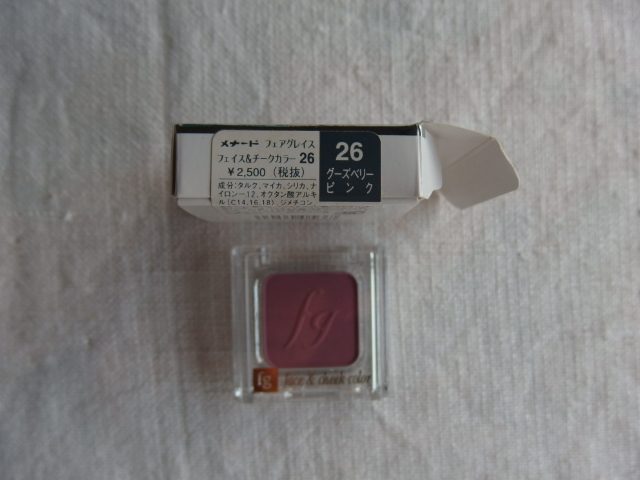 メナード フェアグレイス
フェイス&チークカラー 26
¥2,500 (税抜)
成分:タルク、マイカ、シリカ、ナ
イロン-12、オクタン酸アルキ
ル(C14,16,18)、ジメチコン、
26
グーズベリー
ピンク
fg
fg face & cheek color